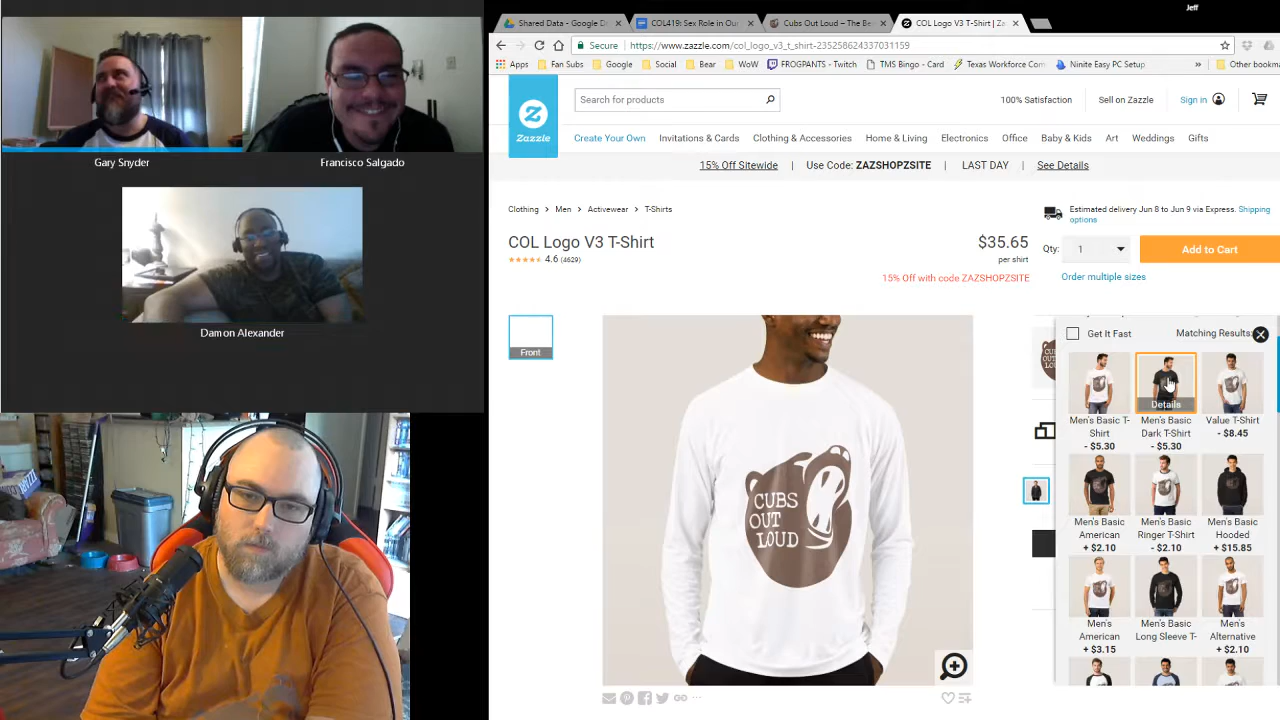 Jeff
Shared Data - Google D
COL419: Sex Role in Our
Cubs Out Loud – The Be
COL Logo V3 T-Shirt | Za
Secure
https://www.zazzle.com/col_logo_v3_t_shirt-235258624337031159
Apps
Fan Subs
Google
Social
Bear
WoW
FROGPANTS - Twitch
TMS Bingo - Card
Texas Workforce Com
Ninite Easy PC Setup
»
Other bookma
Zazzle
Search for products
100% Satisfaction
Sell on Zazzle
Sign in
Create Your Own
Invitations & Cards
Clothing & Accessories
Home & Living
Electronics
Office
Baby & Kids
Art
Weddings
Gifts
15% Off Sitewide | Use Code: ZAZSHOPZSITE | LAST DAY | See Details
Clothing > Men > Activewear > T-Shirts
COL Logo V3 T-Shirt
4.6 (4629)
$35.65
per shirt
15% Off with code ZAZSHOPZSITE
Estimated delivery Jun 8 to Jun 9 via Express. Shipping
options
Qty:
1
Add to Cart
Order multiple sizes
Front
CUBS
OUT
LOUD
Get It Fast
Matching Results:
Details
Men's Basic T-
Shirt
- $5.30
Men's Basic
Dark T-Shirt
- $5.30
Value T-Shirt
- $8.45
Men's Basic
American
+ $2.10
Men's Basic
Ringer T-Shirt
- $2.10
Men's Basic
Hooded
+ $15.85
Men's
American
+ $3.15
Men's Basic
Long Sleeve T-
Men's
Alternative
+ $2.10
Gary Snyder
Francisco Salgado
Damon Alexander